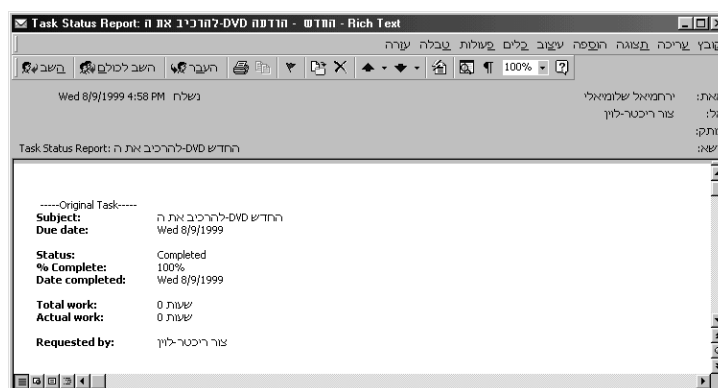 Task Status Report: החדש - הודעה DVD-להרכיב את ה - Rich Text
קובץ עריכה תצוגה הוספה עיצוב כלים פעולות טבלה עזרה
השב השב לכולם העבר 100%
מאת: ירחמיאל שלומיאלי נשלח Wed 8/9/1999 4:58 PM
אל: צור ריכטר-לוין
נושא: Task Status Report: החדש DVD-להרכיב את ה
-----Original Task-----
Subject: החדש DVD-להרכיב את ה
Due date: Wed 8/9/1999
Status: Completed
% Complete: 100%
Date completed: Wed 8/9/1999
Total work: 0 שעות
Actual work: 0 שעות
Requested by: צור ריכטר-לוין